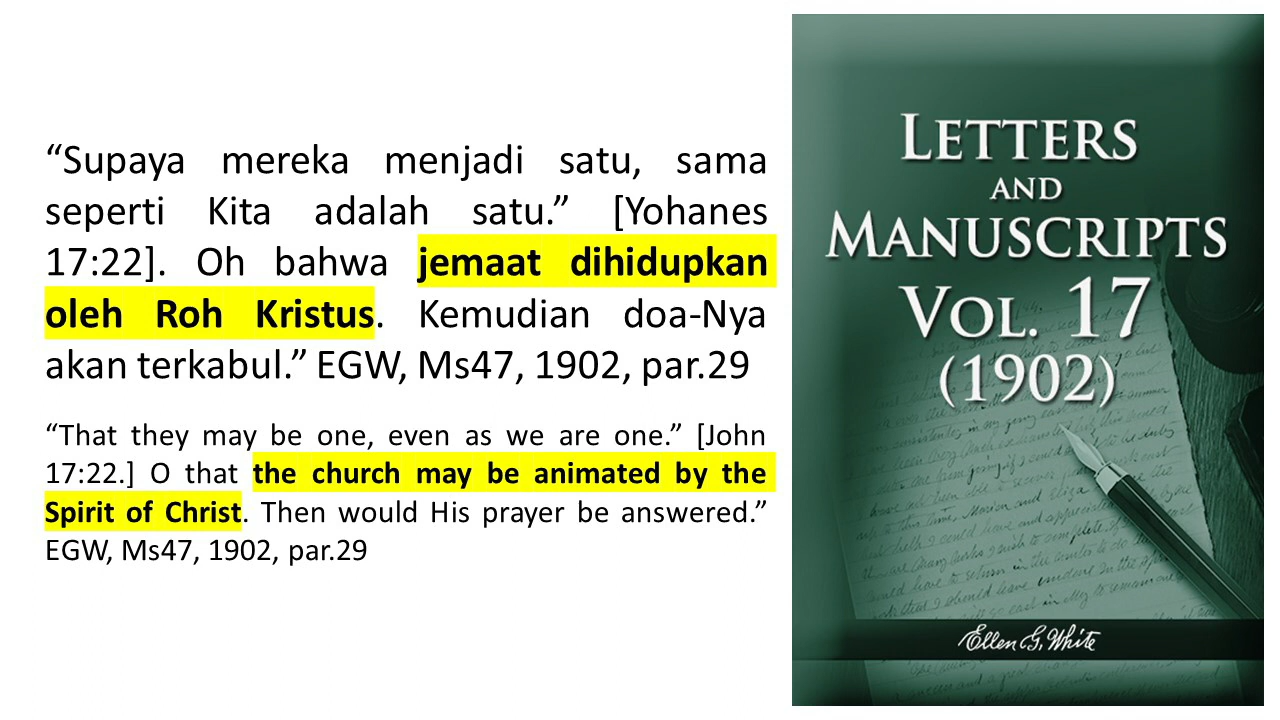 “Supaya mereka menjadi satu, sama
seperti Kita adalah satu.” [Yohanes
17:22]. Oh bahwa jemaat dihidupkan
oleh Roh Kristus. Kemudian doa-Nya
akan terkabul.” EGW, Ms47, 1902, par.29
“That they may be one, even as we are one.” [John
17:22.] O that the church may be animated by the
Spirit of Christ. Then would His prayer be answered.”
EGW, Ms47, 1902, par.29
LETTERS
AND
MANUSCRIPTS
VOL. 17
(1902)
Ellen G. White